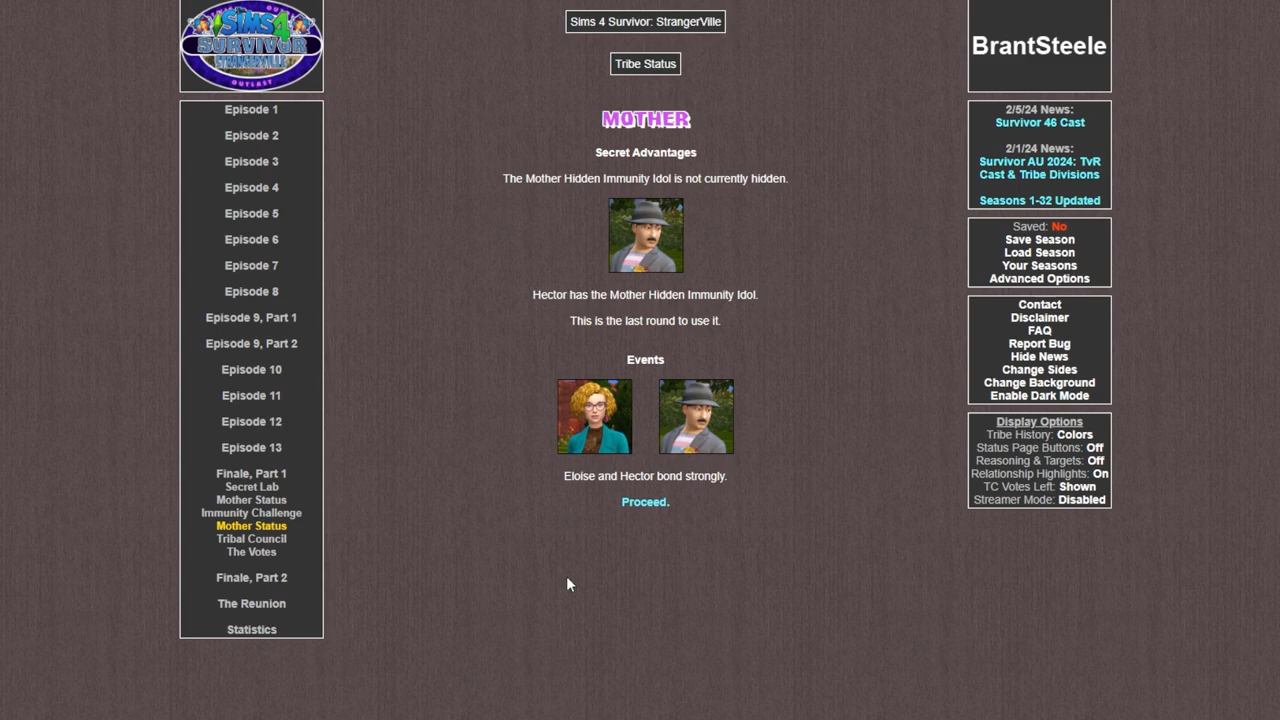 SIMS 4
SURVIVOR
STRANGERVILLE
OUTLAST
Episode 1
Episode 2
Episode 3
Episode 4
Episode 5
Episode 6
Episode 7
Episode 8
Episode 9, Part 1
Episode 9, Part 2
Episode 10
Episode 11
Episode 12
Episode 13
Finale, Part 1
Secret Lab
Mother Status
Immunity Challenge
Mother Status
Tribal Council
The Votes
Finale, Part 2
The Reunion
Statistics
Sims 4 Survivor: StrangerVille
Tribe Status
MOTHER
Secret Advantages
The Mother Hidden Immunity Idol is not currently hidden.
Hector has the Mother Hidden Immunity Idol.
This is the last round to use it.
Events
Eloise and Hector bond strongly.
Proceed.
BrantSteele
2/5/24 News:
Survivor 46 Cast
2/1/24 News:
Survivor AU 2024: TvR
Cast & Tribe Divisions
Seasons 1-32 Updated
Saved: No
Save Season
Load Season
Your Seasons
Advanced Options
Contact
Disclaimer
FAQ
Report Bug
Hide News
Change Sides
Change Background
Enable Dark Mode
Display Options
Tribe History: Colors
Status Page Buttons: Off
Reasoning & Targets: Off
Relationship Highlights: On
TC Votes Left: Shown
Streamer Mode: Disabled